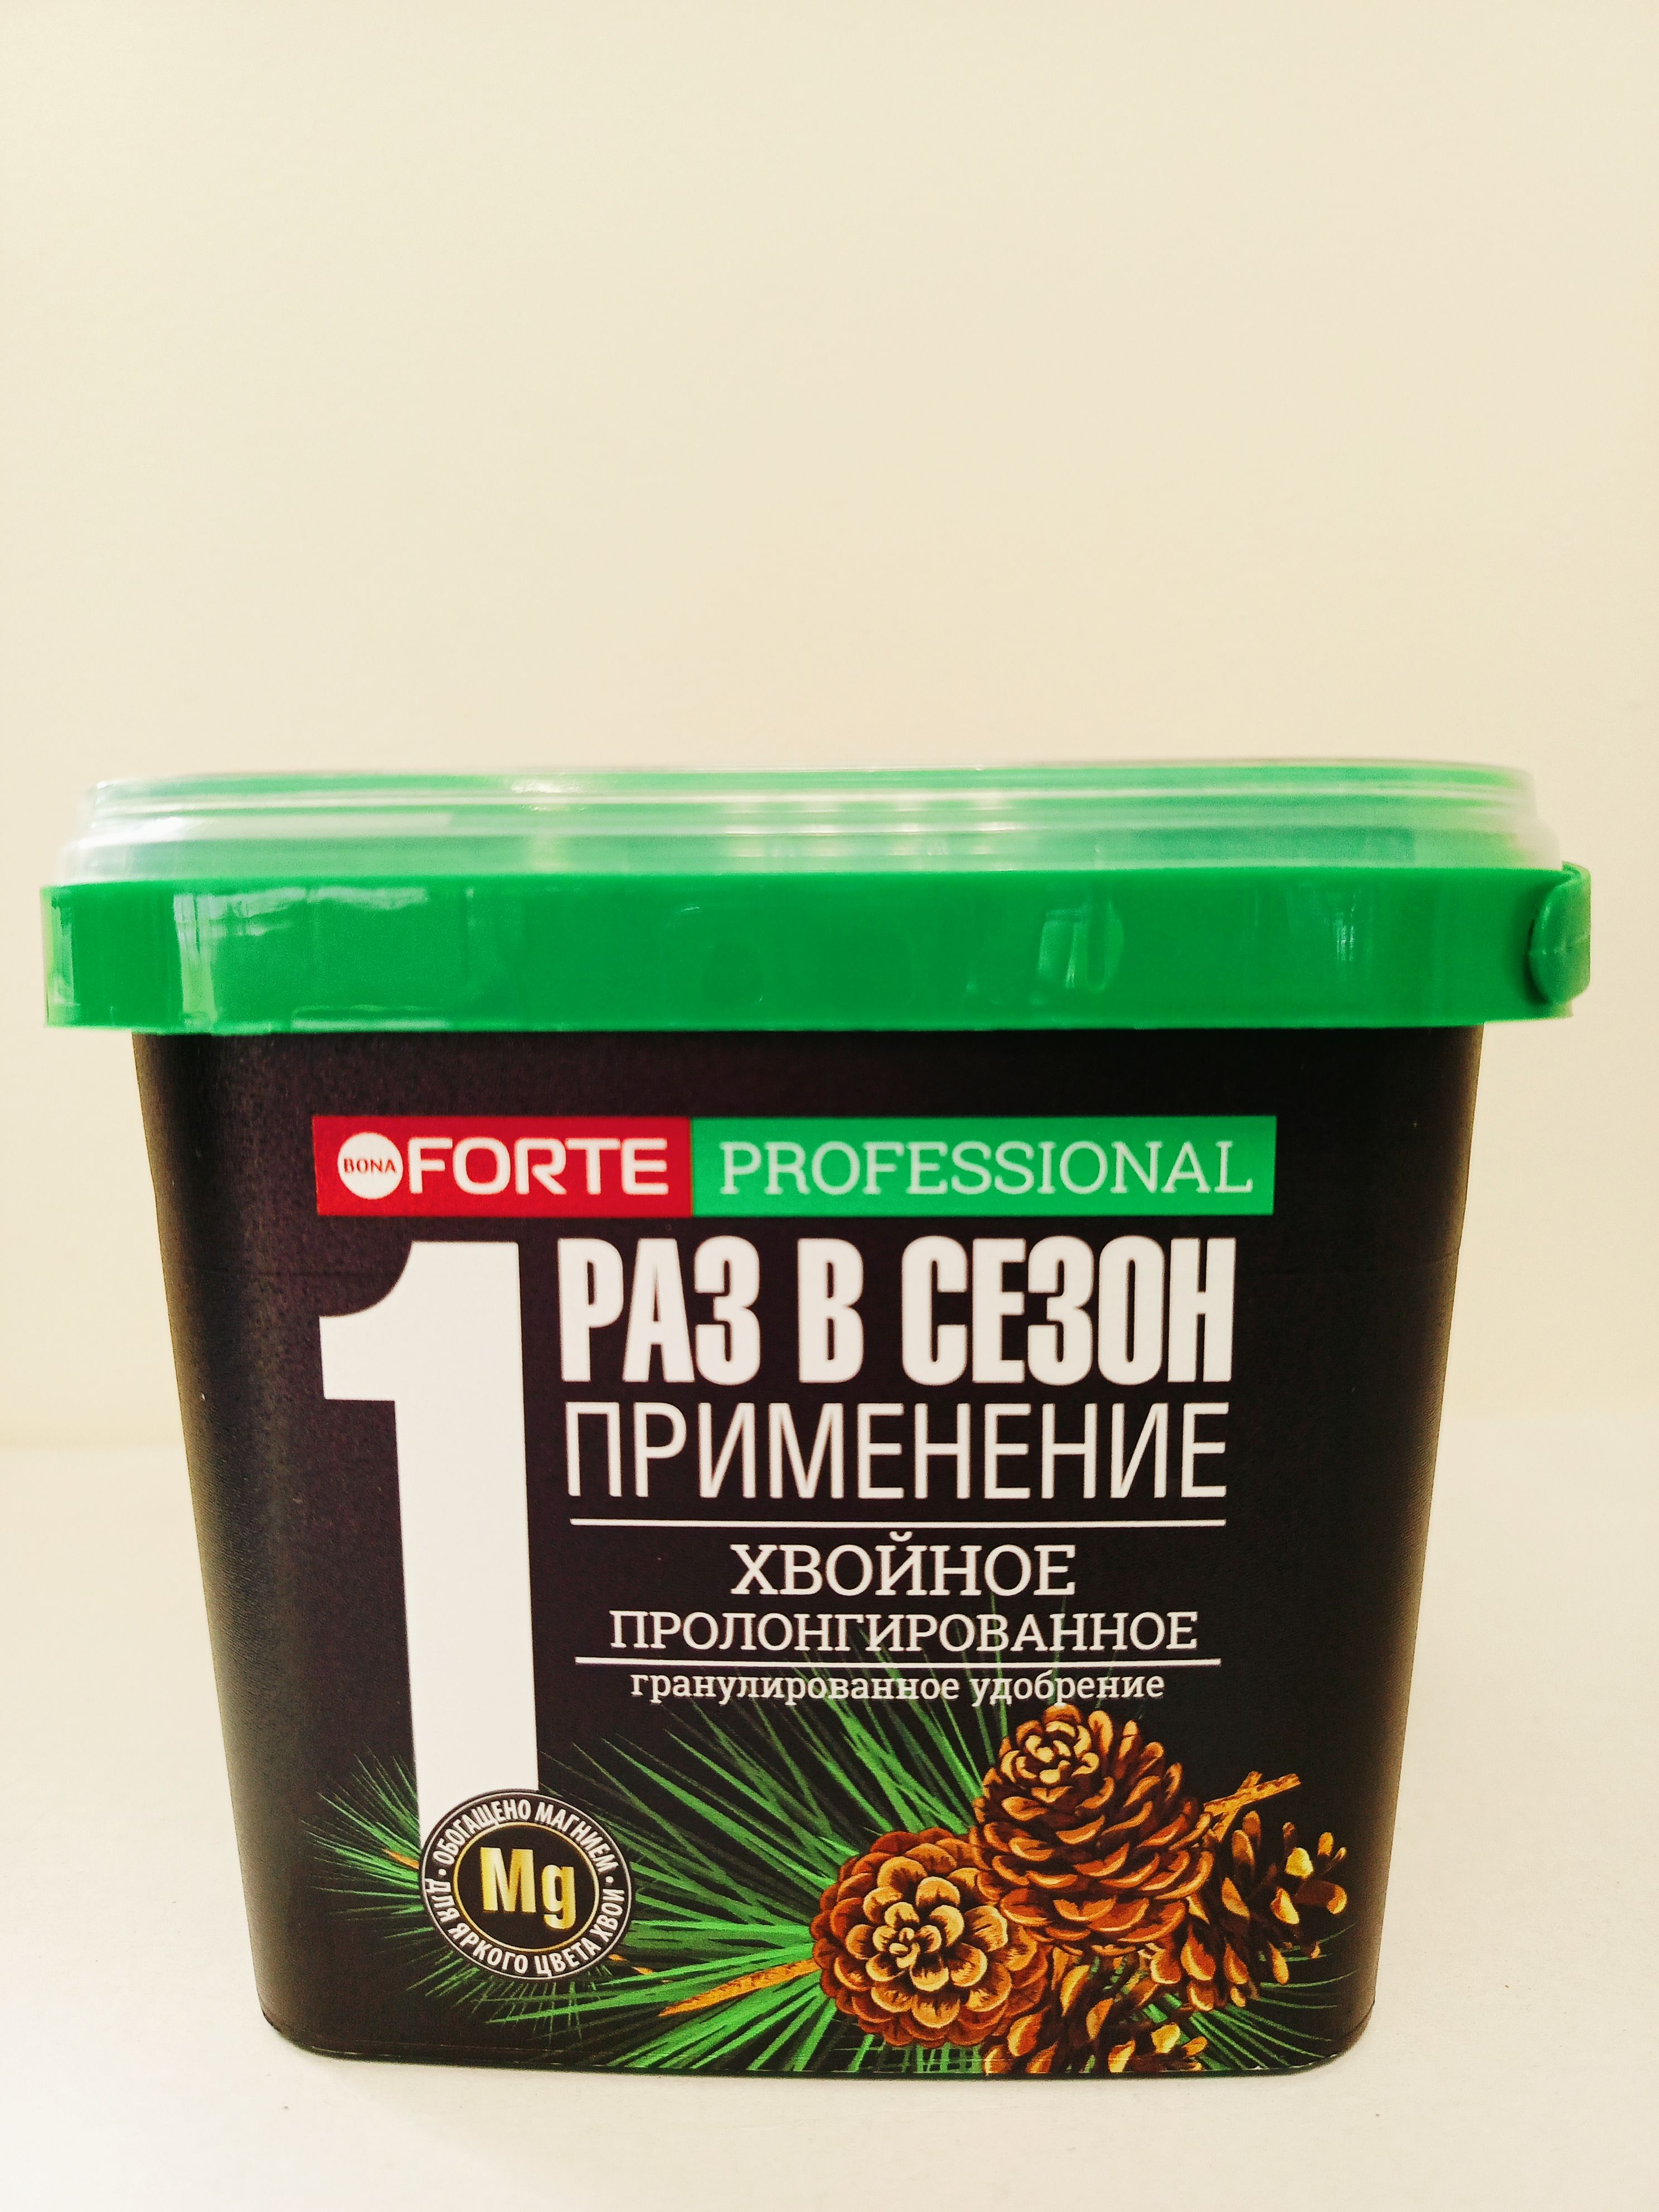 BONA FORTE PROFESSIONAL
1 РАЗ В СЕЗОН
ПРИМЕНЕНИЕ
ХВОЙНОЕ
ПРОЛОНГИРОВАННОЕ
гранулированное удобрение
• ОБОГАЩЕНО МАГНИЕМ •
Mg
ДЛЯ ЯРКОГО ЦВЕТА ХВОИ